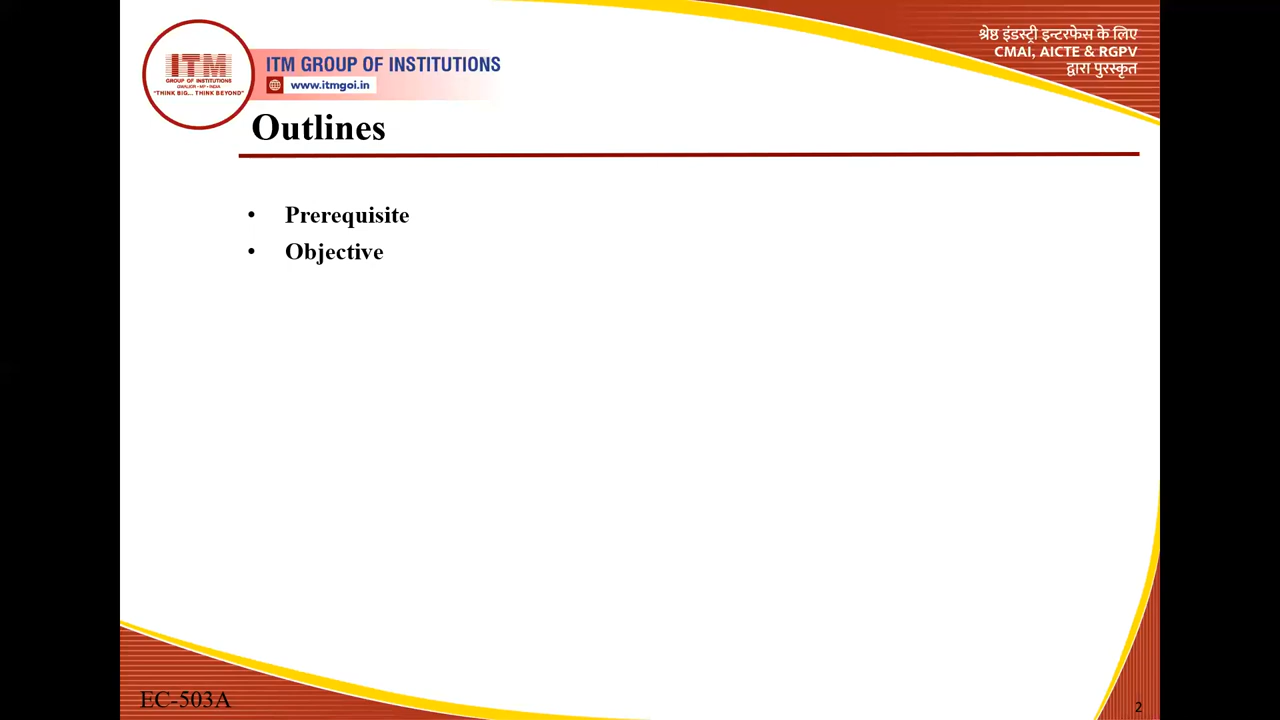 श्रेष्ठ इंडस्ट्री इन्टरफेस के लिए
CMAI, AICTE & RGPV
द्वारा पुरस्कृत
ITM
GROUP OF INSTITUTIONS
GWALIOR - MP - INDIA
"THINK BIG... THINK BEYOND"
ITM GROUP OF INSTITUTIONS
www.itmgoi.in
Outlines
• Prerequisite
• Objective
EC-503A
2